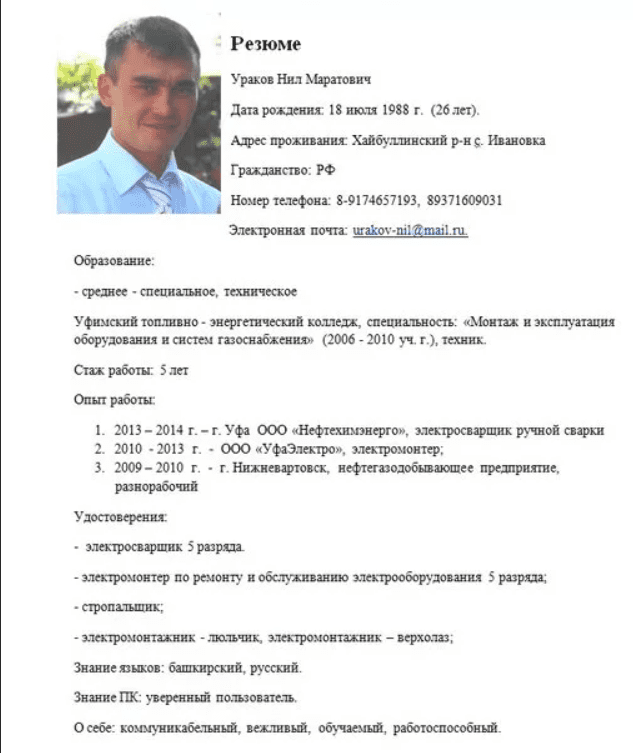 Резюме
Ураков Нил Маратович
Дата рождения: 18 июля 1988 г. (26 лет).
Адрес проживания: Хайбуллинский р-н с. Ивановка
Гражданство: РФ
Номер телефона: 8-9174657193, 89371609031
Электронная почта: urakov-nil@mail.ru.
Образование:
- среднее - специальное, техническое
Уфимский топливно - энергетический колледж, специальность: «Монтаж и эксплуатация
оборудования и систем газоснабжения» (2006 - 2010 уч. г.), техник.
Стаж работы: 5 лет
Опыт работы:
1. 2013 – 2014 г. – г. Уфа ООО «Нефтехимэнерго», электросварщик ручной сварки
2. 2010 - 2013 г. - ООО «УфаЭлектро», электромонтер;
3. 2009 – 2010 г. - г. Нижневартовск, нефтегазодобывающее предприятие,
разнорабочий
Удостоверения:
- электросварщик 5 разряда.
- электромонтер по ремонту и обслуживанию электрооборудования 5 разряда;
- стропальщик;
- электромонтажник - люльчик, электромонтажник – верхолаз;
Знание языков: башкирский, русский.
Знание ПК: уверенный пользователь.
О себе: коммуникабельный, вежливый, обучаемый, работоспособный.